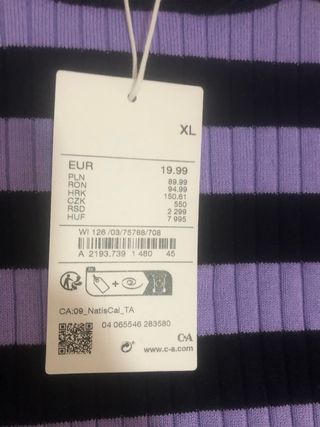 XL
EUR 19.99
PLN 89.99
RON 94.99
HRK 150.61
CZK 550
RSD 2 299
HUF 7 995
WI 126 /03/75788/708
A 2193.739 1 480 45
CA:09_NatisCal_TA
04 065546 283580
C&A
www.c-a.com